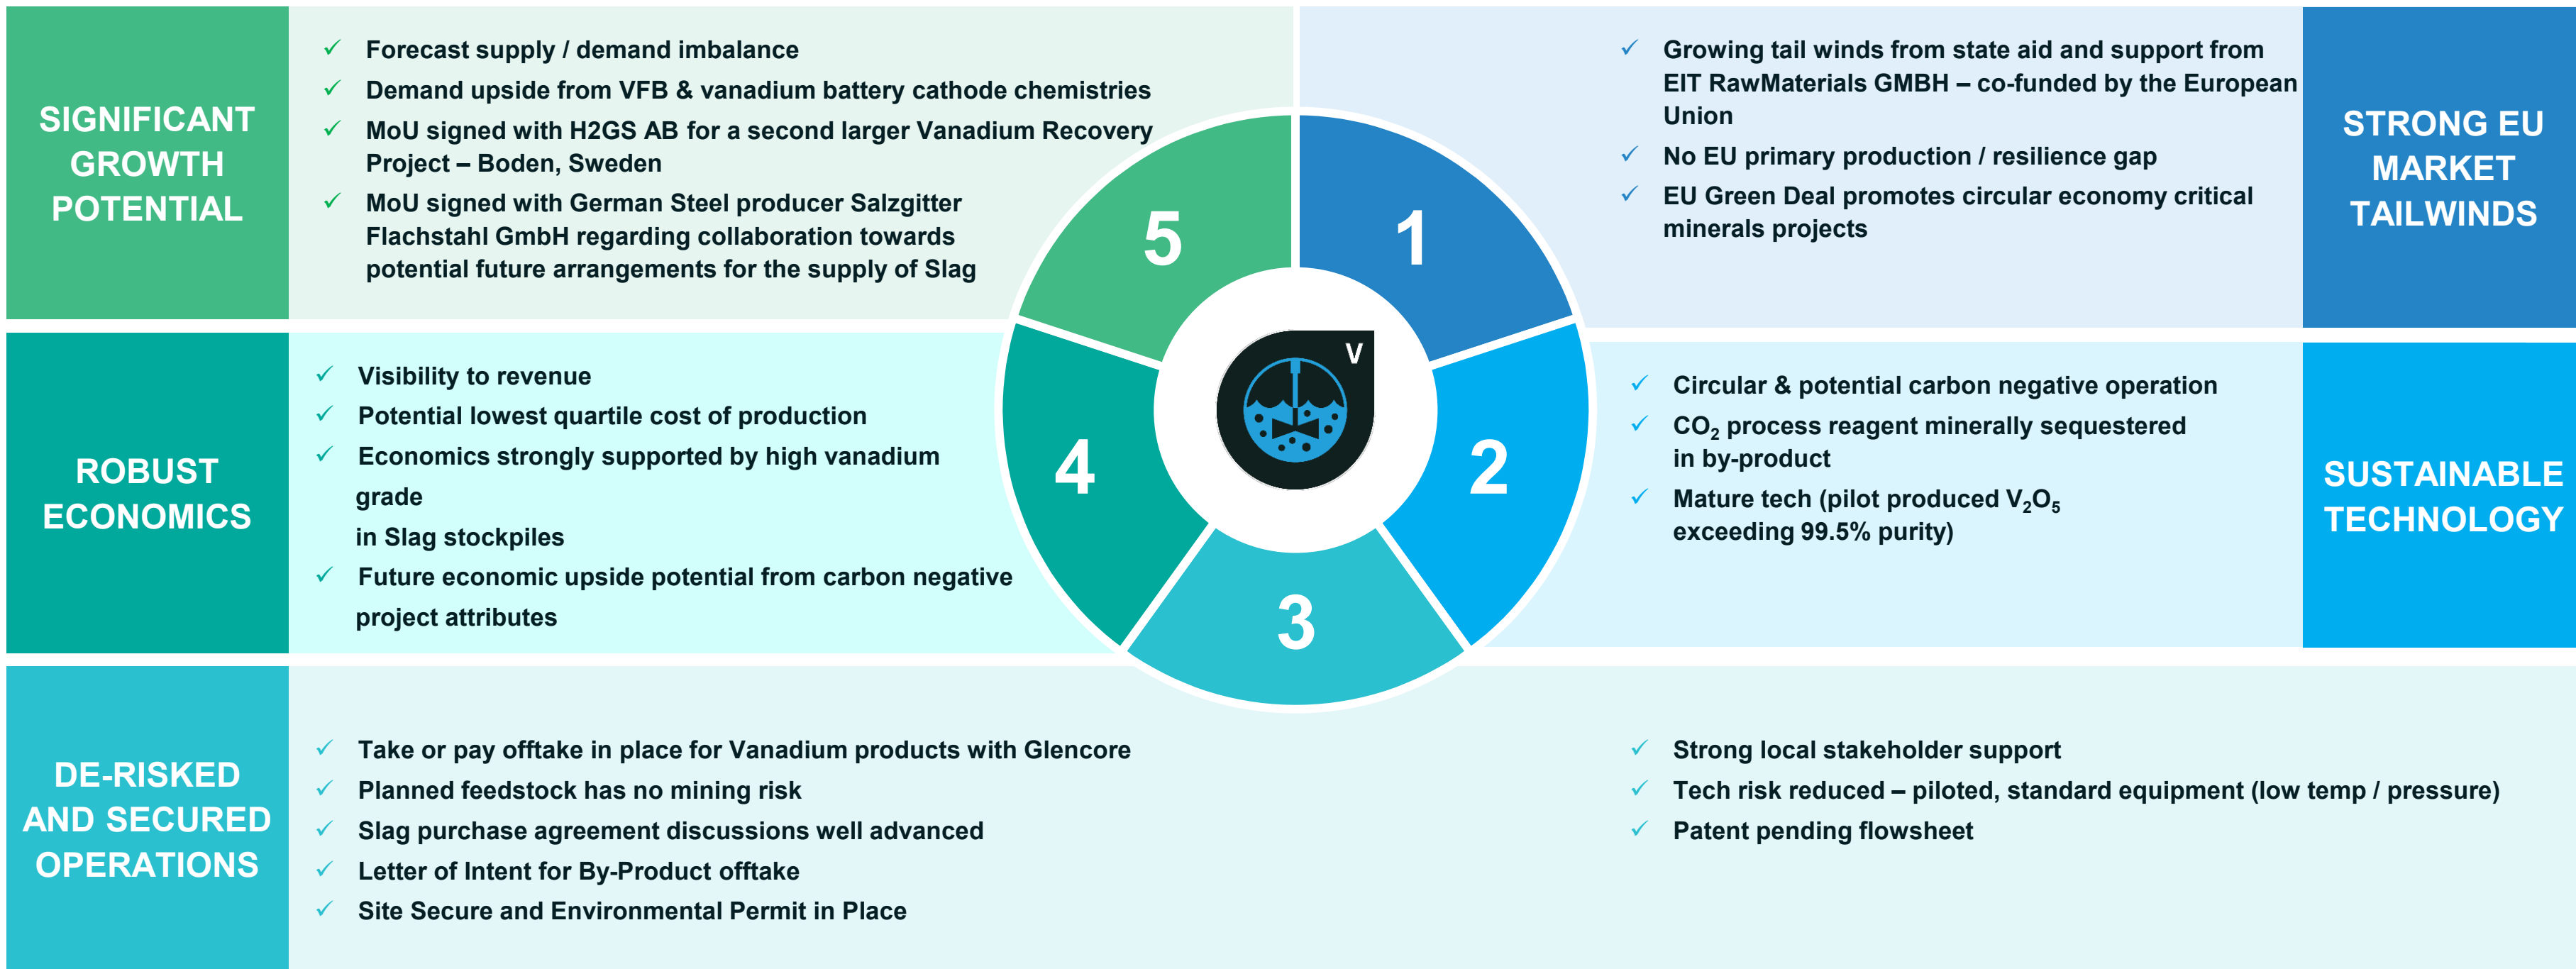 SIGNIFICANT
GROWTH
POTENTIAL
✓ Forecast supply / demand imbalance
✓ Demand upside from VFB & vanadium battery cathode chemistries
✓ MoU signed with H2GS AB for a second larger Vanadium Recovery
Project – Boden, Sweden
✓ MoU signed with German Steel producer Salzgitter
Flachstahl GmbH regarding collaboration towards
potential future arrangements for the supply of Slag
5
1
✓ Growing tail winds from state aid and support from
EIT RawMaterials GMBH – co-funded by the European
Union
✓ No EU primary production / resilience gap
✓ EU Green Deal promotes circular economy critical
minerals projects
STRONG EU
MARKET
TAILWINDS
ROBUST
ECONOMICS
✓ Visibility to revenue
✓ Potential lowest quartile cost of production
✓ Economics strongly supported by high vanadium
grade
in Slag stockpiles
✓ Future economic upside potential from carbon negative
project attributes
4
V
2
✓ Circular & potential carbon negative operation
✓ CO₂ process reagent minerally sequestered
in by-product
✓ Mature tech (pilot produced V₂O₅
exceeding 99.5% purity)
SUSTAINABLE
TECHNOLOGY
3
DE-RISKED
AND SECURED
OPERATIONS
✓ Take or pay offtake in place for Vanadium products with Glencore
✓ Planned feedstock has no mining risk
✓ Slag purchase agreement discussions well advanced
✓ Letter of Intent for By-Product offtake
✓ Site Secure and Environmental Permit in Place
✓ Strong local stakeholder support
✓ Tech risk reduced – piloted, standard equipment (low temp / pressure)
✓ Patent pending flowsheet